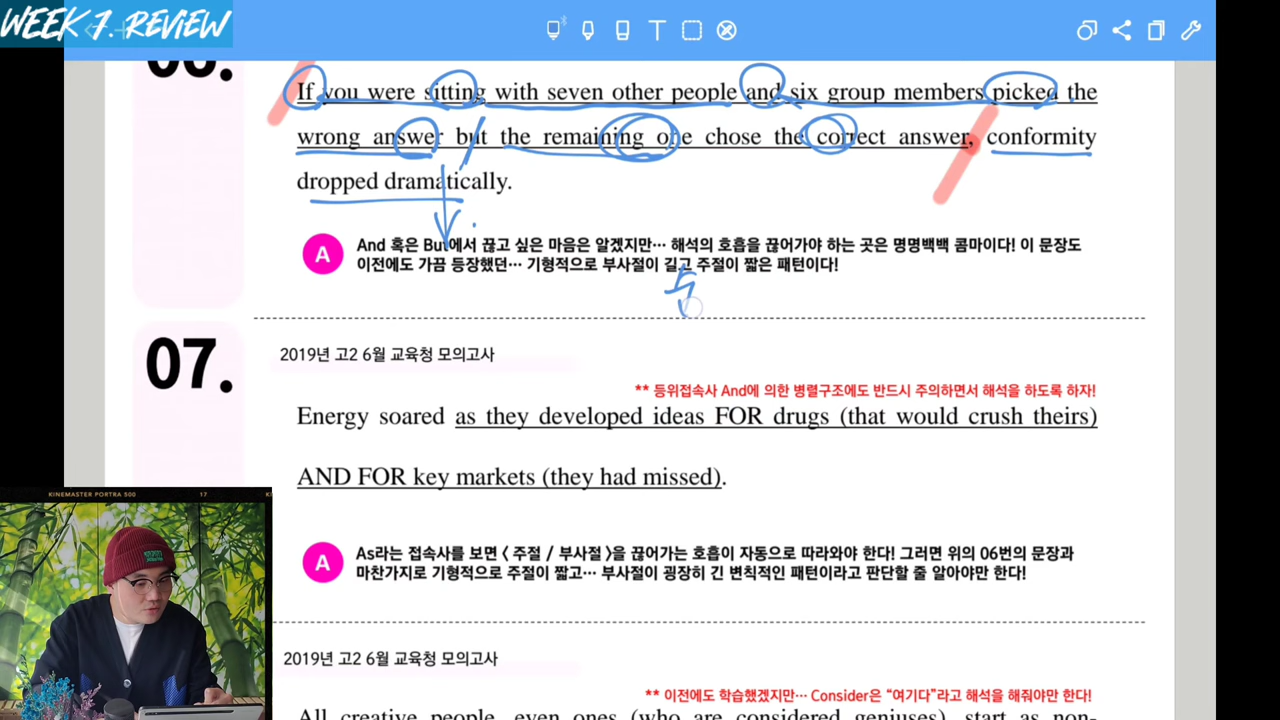 WEEK 7. REVIEW
If you were sitting with seven other people and six group members picked the
wrong answer but the remaining one chose the correct answer, conformity
dropped dramatically.
A
And 혹은 But에서 끊고 싶은 마음은 알겠지만… 해석의 호흡을 끊어가야 하는 곳은 명명백백 콤마이다! 이 문장도
이전에도 가끔 등장했던… 기형적으로 부사절이 길고 주절이 짧은 패턴이다!
07.
2019년 고2 6월 교육청 모의고사
** 등위접속사 And에 의한 병렬구조에도 반드시 주의하면서 해석을 하도록 하자!
Energy soared as they developed ideas FOR drugs (that would crush theirs)
AND FOR key markets (they had missed).
A
As라는 접속사를 보면 < 주절 / 부사절 >을 끊어가는 호흡이 자동으로 따라와야 한다! 그러면 위의 06번의 문장과
마찬가지로 기형적으로 주절이 짧고… 부사절이 굉장히 긴 변칙적인 패턴이라고 판단할 줄 알아야만 한다!
KINEMASTER PORTRA 500 17
2019년 고2 6월 교육청 모의고사
** 이전에도 학습했겠지만… Consider은 “여기다”라고 해석을 해줘야만 한다!
All creative people, even ones (who are considered geniuses), start as non-